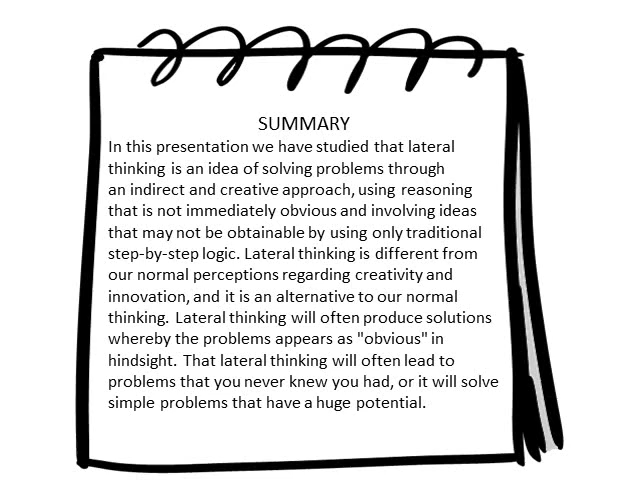 SUMMARY
In this presentation we have studied that lateral
thinking is an idea of solving problems through
an indirect and creative approach, using reasoning
that is not immediately obvious and involving ideas
that may not be obtainable by using only traditional
step-by-step logic. Lateral thinking is different from
our normal perceptions regarding creativity and
innovation, and it is an alternative to our normal
thinking. Lateral thinking will often produce solutions
whereby the problems appears as "obvious" in
hindsight. That lateral thinking will often lead to
problems that you never knew you had, or it will solve
simple problems that have a huge potential.